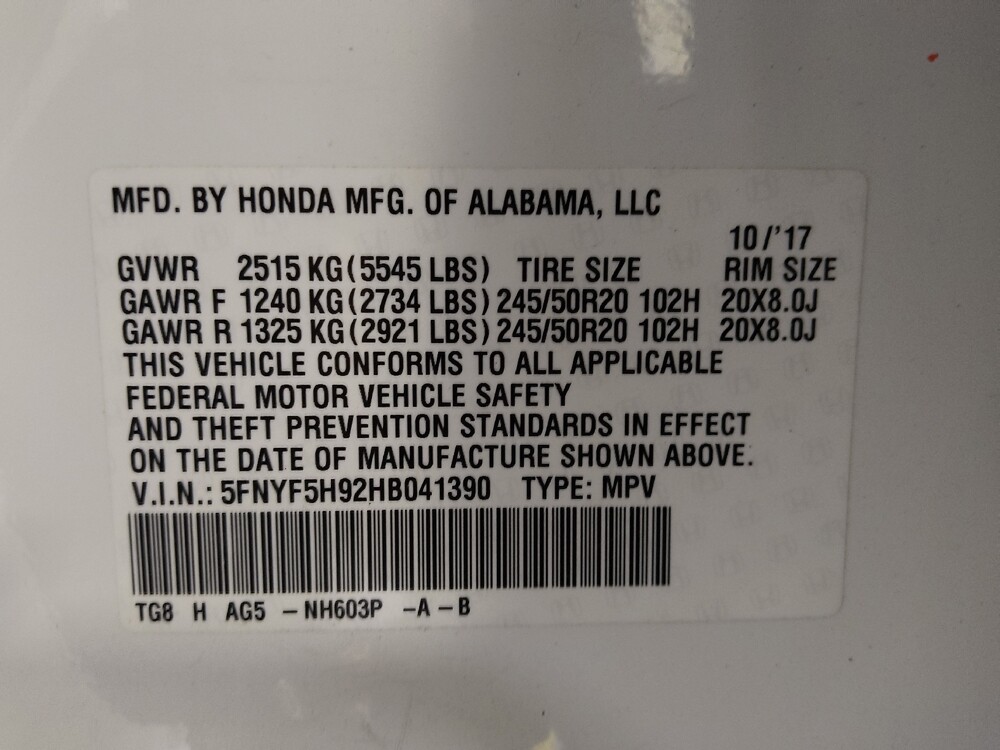 MFD. BY HONDA MFG. OF ALABAMA, LLC
10/'17
GVWR 2515 KG (5545 LBS) TIRE SIZE RIM SIZE
GAWR F 1240 KG (2734 LBS) 245/50R20 102H 20X8.0J
GAWR R 1325 KG (2921 LBS) 245/50R20 102H 20X8.0J
THIS VEHICLE CONFORMS TO ALL APPLICABLE
FEDERAL MOTOR VEHICLE SAFETY
AND THEFT PREVENTION STANDARDS IN EFFECT
ON THE DATE OF MANUFACTURE SHOWN ABOVE.
V.I.N.: 5FNYF5H92HB041390 TYPE: MPV
TG8 H AG5 – NH603P –A – B